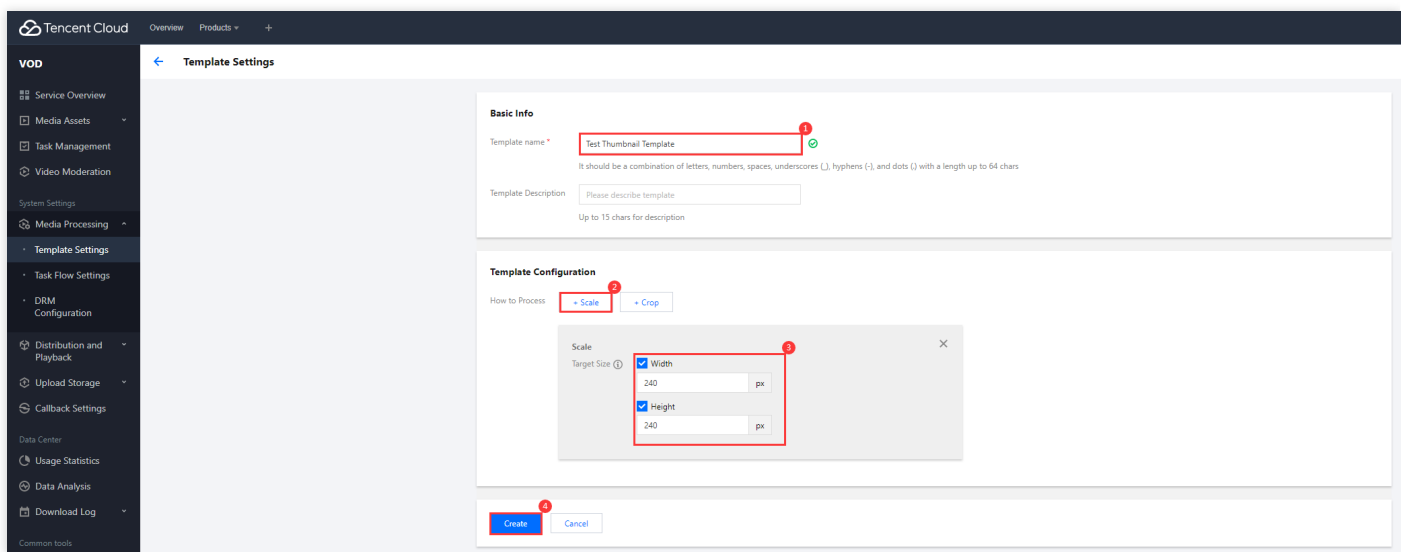 Tencent Cloud Overview Products +
VOD
← Template Settings
Service Overview
Media Assets
Task Management
Video Moderation
System Settings
Media Processing
Template Settings
Task Flow Settings
DRM
Configuration
Distribution and
Playback
Upload Storage
Callback Settings
Data Center
Usage Statistics
Data Analysis
Download Log
Common tools
Basic Info
1
Template name * Test Thumbnail Template
It should be a combination of letters, numbers, spaces, underscores (_), hyphens (-), and dots (.) with a length up to 64 chars
Template Description Please describe template
Up to 15 chars for description
Template Configuration
2
How to Process + Scale + Crop
Scale
3
Target Size Width
240 px
Height
240 px
4
Create Cancel